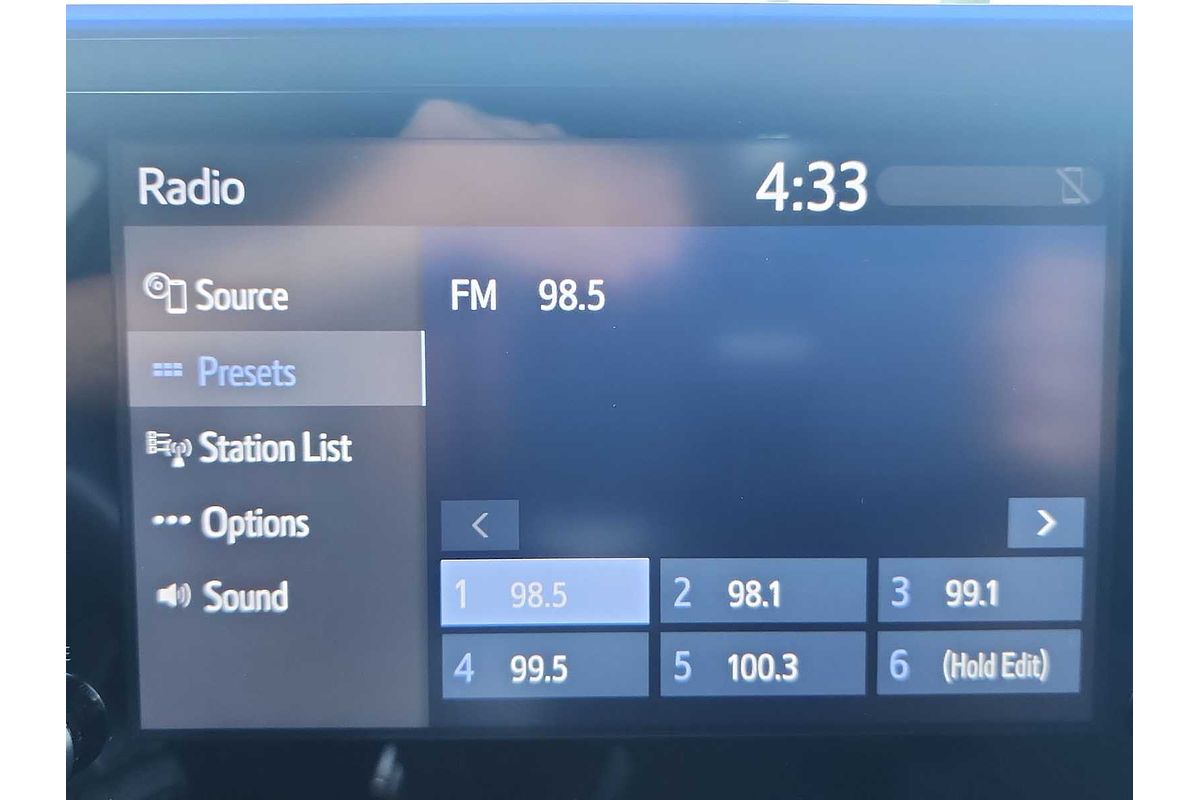 Radio 4:33
Source
FM 98.5
Presets
Station List
Options
Sound
1 98.5
2 98.1
3 99.1
4 99.5
5 100.3
6 (Hold Edit)